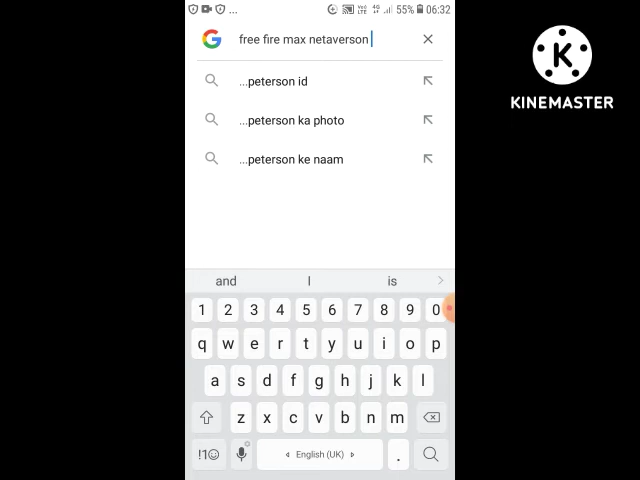 ... 55% 06:32
free fire max netaverson
...peterson id
...peterson ka photo
...peterson ke naam
KINEMASTER
and I is
1 2 3 4 5 6 7 8 9 0
q w e r t y u i o p
a s d f g h j k l
z x c v b n m
!1☺ English (UK) .